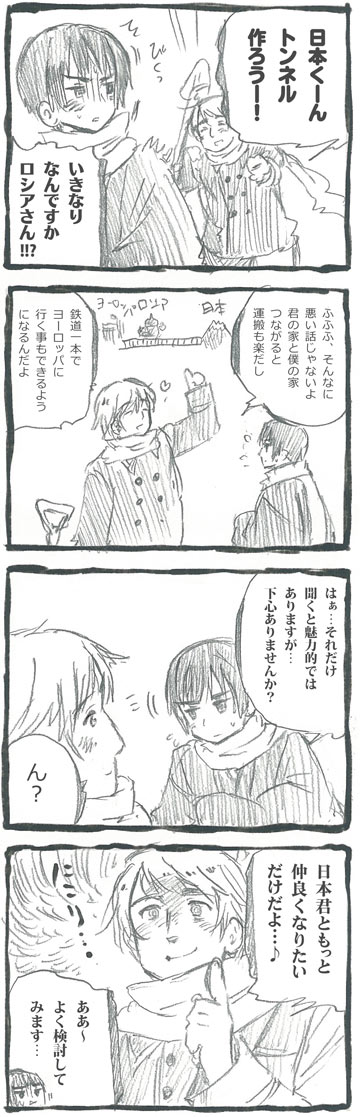 日本くーん
トンネル
作ろうー！
いきなり
なんですか
ロシアさん!!!?
ふふふ、そんなに
悪い話じゃないよ
君の家と僕の家
つながると
運搬も楽だし
日本
ロシア
ヨーロッパ
鉄道一本で
ヨーロッパに
行く事もできるよう
になるんだよ
はぁ…それだけ
聞くと魅力的では
ありますが…
下心ありませんか？
ん？
日本君ともっと
仲良くなりたい
だけだよ…♪
ああ～
よく検討して
みます…